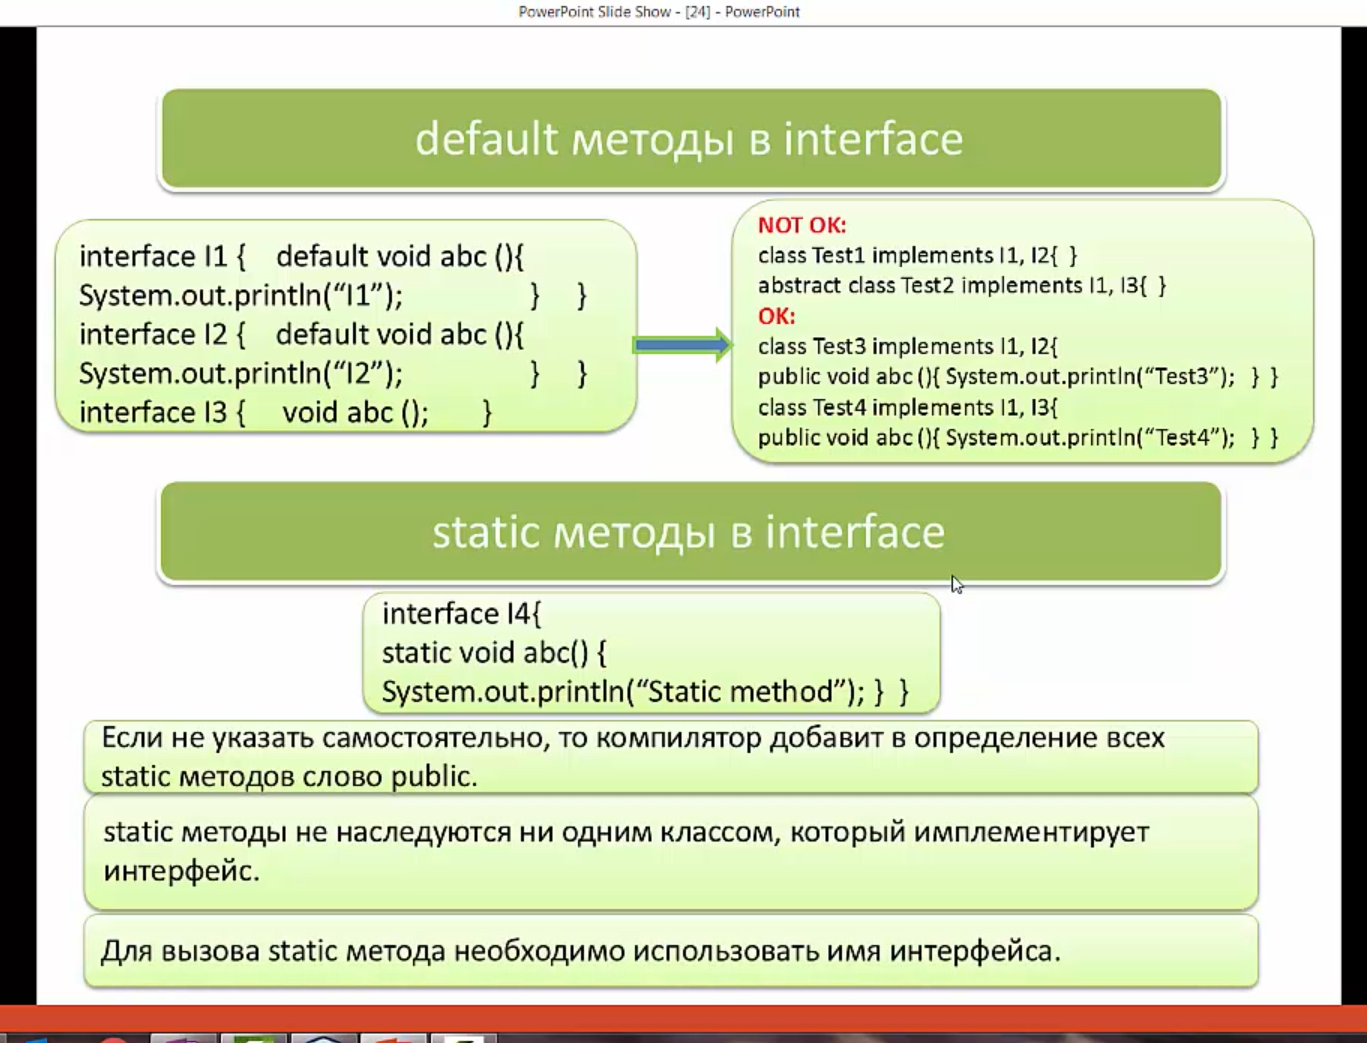 PowerPoint Slide Show - [24] - PowerPoint
default методы в interface
interface I1 { default void abc (){
System.out.println(“I1”); } }
interface I2 { default void abc (){
System.out.println(“I2”); } }
interface I3 { void abc (); }
NOT OK:
class Test1 implements I1, I2{ }
abstract class Test2 implements I1, I3{ }
OK:
class Test3 implements I1, I2{
public void abc (){ System.out.println(“Test3”); } }
class Test4 implements I1, I3{
public void abc (){ System.out.println(“Test4”); } }
static методы в interface
interface I4{
static void abc() {
System.out.println(“Static method”); } }
Если не указать самостоятельно, то компилятор добавит в определение всех
static методов слово public.
static методы не наследуются ни одним классом, который имплементирует
интерфейс.
Для вызова static метода необходимо использовать имя интерфейса.